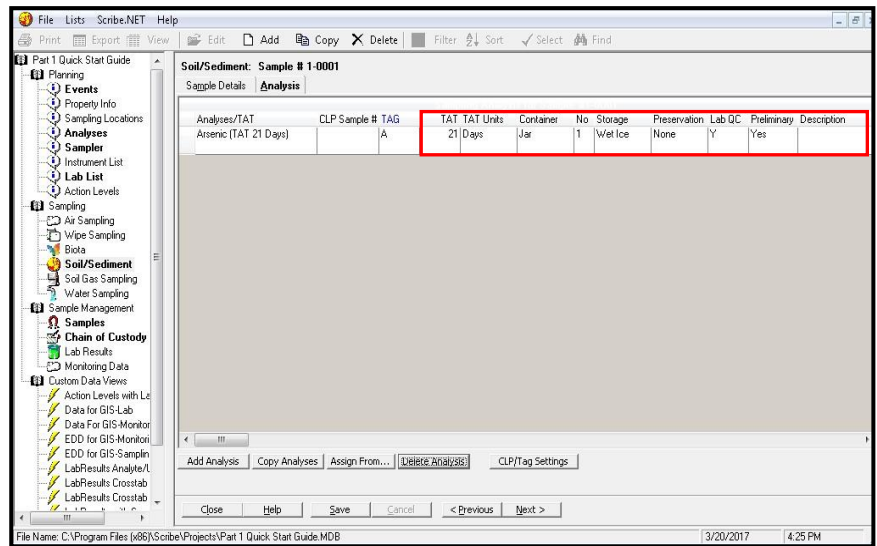 File Lists Scribe.NET Help
Print Export View Edit Add Copy Delete Filter Sort Select Find
Part 1 Quick Start Guide
Planning
Events
Property Info
Sampling Locations
Analyses
Sampler
Instrument List
Lab List
Action Levels
Sampling
Air Sampling
Wipe Sampling
Biota
Soil/Sediment
Soil Gas Sampling
Water Sampling
Sample Management
Samples
Chain of Custody
Lab Results
Monitoring Data
Custom Data Views
Action Levels with La
Data for GIS-Lab
Data For GIS-Monitor
EDD for GIS-Monitori
EDD for GIS-Samplin
LabResults Analyte/L
LabResults Crosstab
LabResults Crosstab
Soil/Sediment: Sample # 1-0001
Sample Details Analysis
Analyses/TAT CLP Sample # TAG TAT TAT Units Container No Storage Preservation Lab QC Preliminary Description
Arsenic (TAT 21 Days) A 21 Days Jar 1 Wet Ice None Y Yes
Add Analysis Copy Analyses Assign From... Delete Analysis CLP/Tag Settings
Close Help Save Cancel < Previous Next >
File Name: C:\Program Files (x86)\Scribe\Projects\Part 1 Quick Start Guide.MDB 3/20/2017 4:25 PM